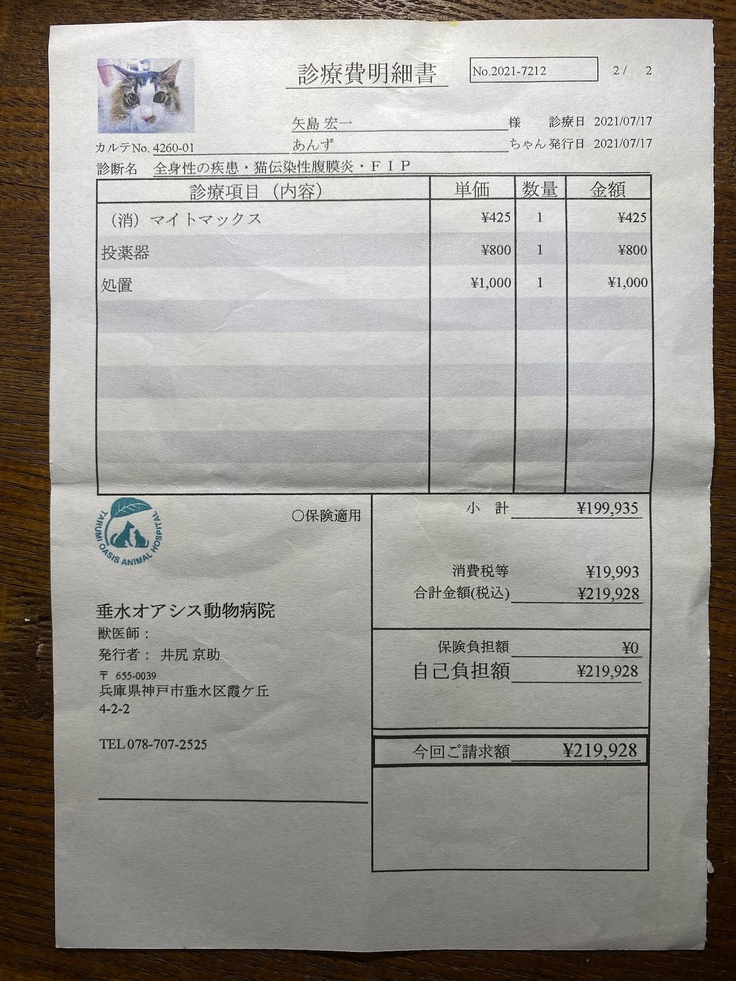 診療費明細書
No.2021-7212
2 / 2
矢島 宏一 様 診療日 2021/07/17
カルテNo. 4260-01 あんず ちゃん 発行日 2021/07/17
診断名 全身性の疾患・猫伝染性腹膜炎・ＦＩＰ
診療項目（内容） 単価 数量 金額
（消）マイトマックス ¥425 1 ¥425
投薬器 ¥800 1 ¥800
処置 ¥1,000 1 ¥1,000
TARUMI OASIS ANIMAL HOSPITAL
〇保険適用
小 計 ¥199,935
消費税等 ¥19,993
合計金額(税込) ¥219,928
保険負担額 ¥0
自己負担額 ¥219,928
今回ご請求額 ¥219,928
垂水オアシス動物病院
獣医師：
発行者： 井尻 京助
〒 655-0039
兵庫県神戸市垂水区霞ケ丘
4-2-2
TEL 078-707-2525